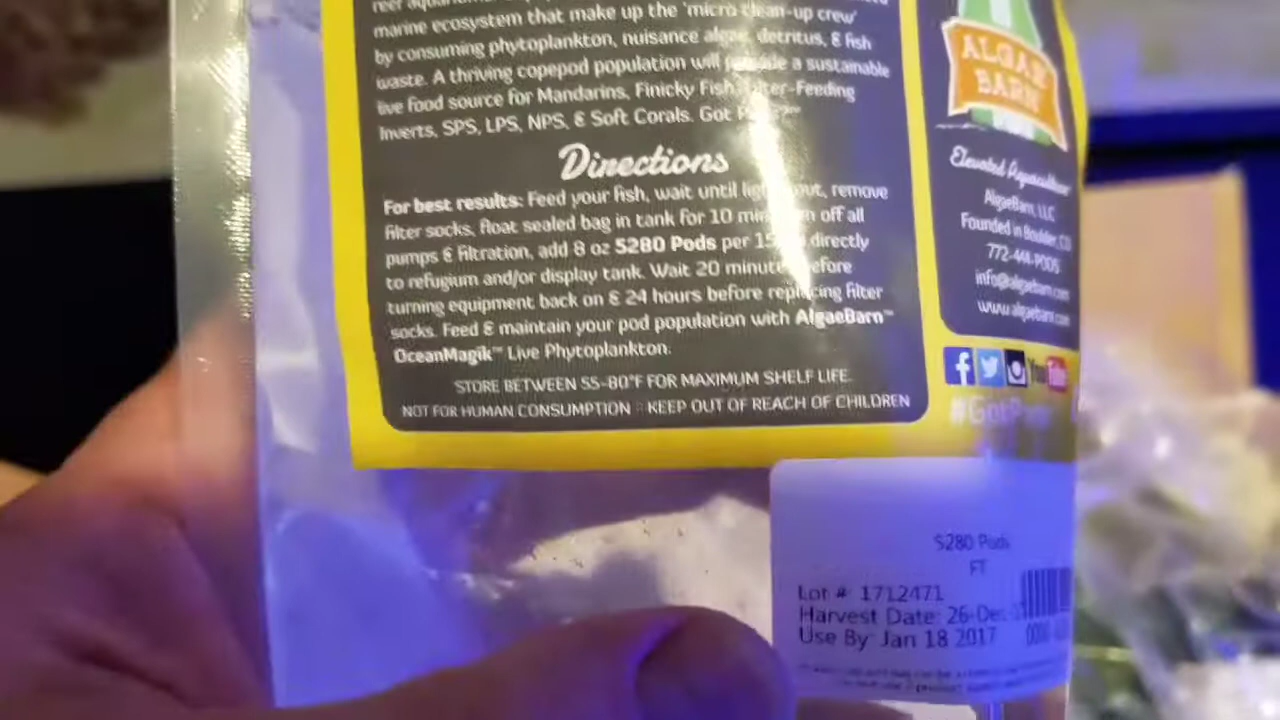 marine ecosystem that make up the 'micro clean-up crew'
by consuming phytoplankton, nuisance algae, detritus, & fish
waste. A thriving copepod population will provide a sustainable
live food source for Mandarins, Finicky Fish, Filter-Feeding
Inverts, SPS, LPS, NPS, & Soft Corals. Got
Directions
For best results: Feed your fish, wait until out, remove
filter socks, float sealed bag in tank for 10 off all
pumps & filtration, add 8 oz 5280 Pods per directly
to refugium and/or display tank. Wait 20 minutes before
turning equipment back on & 24 hours before replacing filter
socks. Feed & maintain your pod population with AlgaeBarn™
OceanMagik™ Live Phytoplankton.
STORE BETWEEN 55-80°F FOR MAXIMUM SHELF LIFE.
NOT FOR HUMAN CONSUMPTION KEEP OUT OF REACH OF CHILDREN
ALGAE
BARN
Elevated Aquaculture
AlgaeBarn, LLC
Founded in Boulder, CO
772-444-PODS
info@algaebarn.com
www.algaebarn.com
YouTube
5280 Pods
FT
Lot #: 1712471
Harvest Date: 26-Dec
Use By: Jan 18 2017